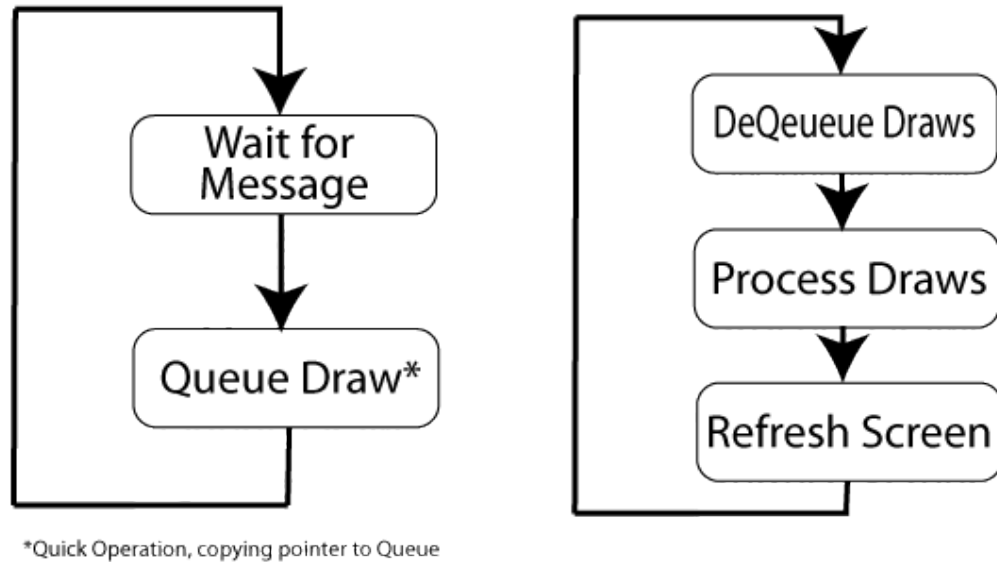 Wait for
Message
Queue Draw*
*Quick Operation, copying pointer to Queue
DeQeueue Draws
Process Draws
Refresh Screen